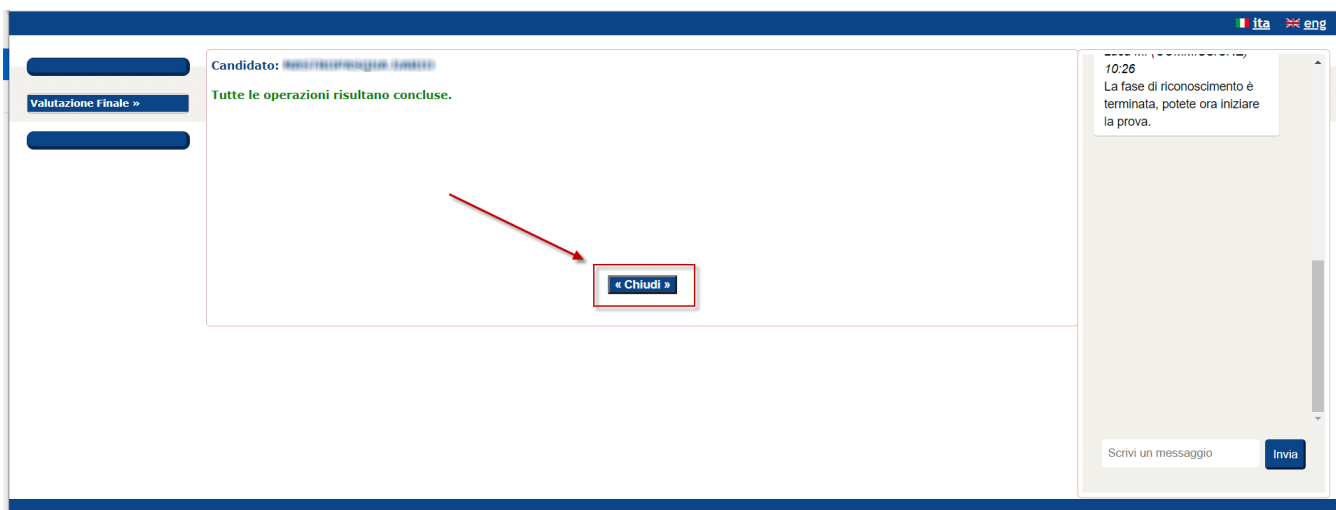 ita eng
Valutazione Finale »
Candidato:
Tutte le operazioni risultano concluse.
« Chiudi »
10:26
La fase di riconoscimento è
terminata, potete ora iniziare
la prova.
Scrivi un messaggio
Invia